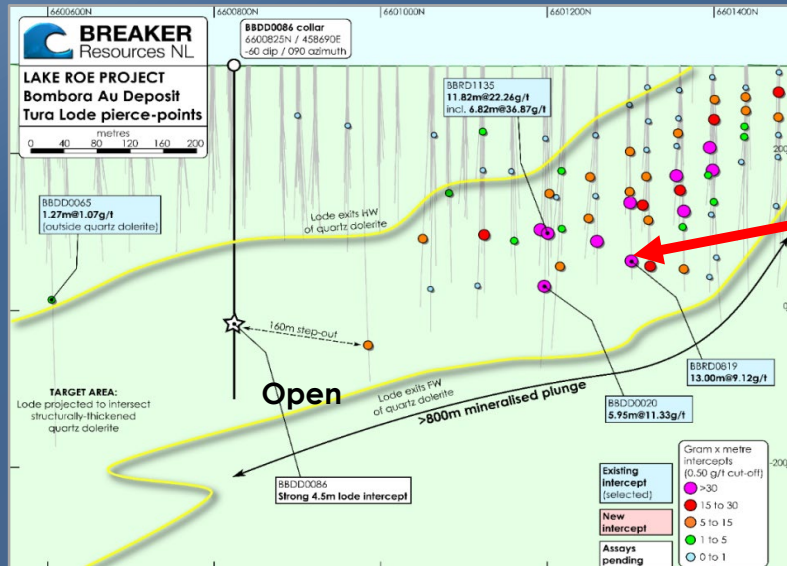 6600600N
6600800N
6601000N
6601200N
6601400N
BREAKER
Resources NL
LAKE ROE PROJECT
Bombora Au Deposit
Tura Lode pierce-points
metres
0 40 80 120 160 200
BBDD0086 collar
6600825N / 458690E
-60 dip / 090 azimuth
BBRD1135
11.82m@22.26g/t
incl. 6.82m@36.87g/t
200
BBDD0065
1.27m@1.07g/t
(outside quartz dolerite)
Lode exits HW
of quartz dolerite
0
160m step-out
TARGET AREA:
Lode projected to intersect
structurally-thickened
quartz dolerite
Open
Lode exits FW
of quartz dolerite
>800m mineralised plunge
BBRD0819
13.00m@9.12g/t
BBDD0020
5.95m@11.33g/t
BBDD0086
Strong 4.5m lode intercept
-200
Existing
intercept
(selected)
New
intercept
Assays
pending
Gram x metre
intercepts
(0.50 g/t cut-off)
>30
15 to 30
5 to 15
1 to 5
0 to 1